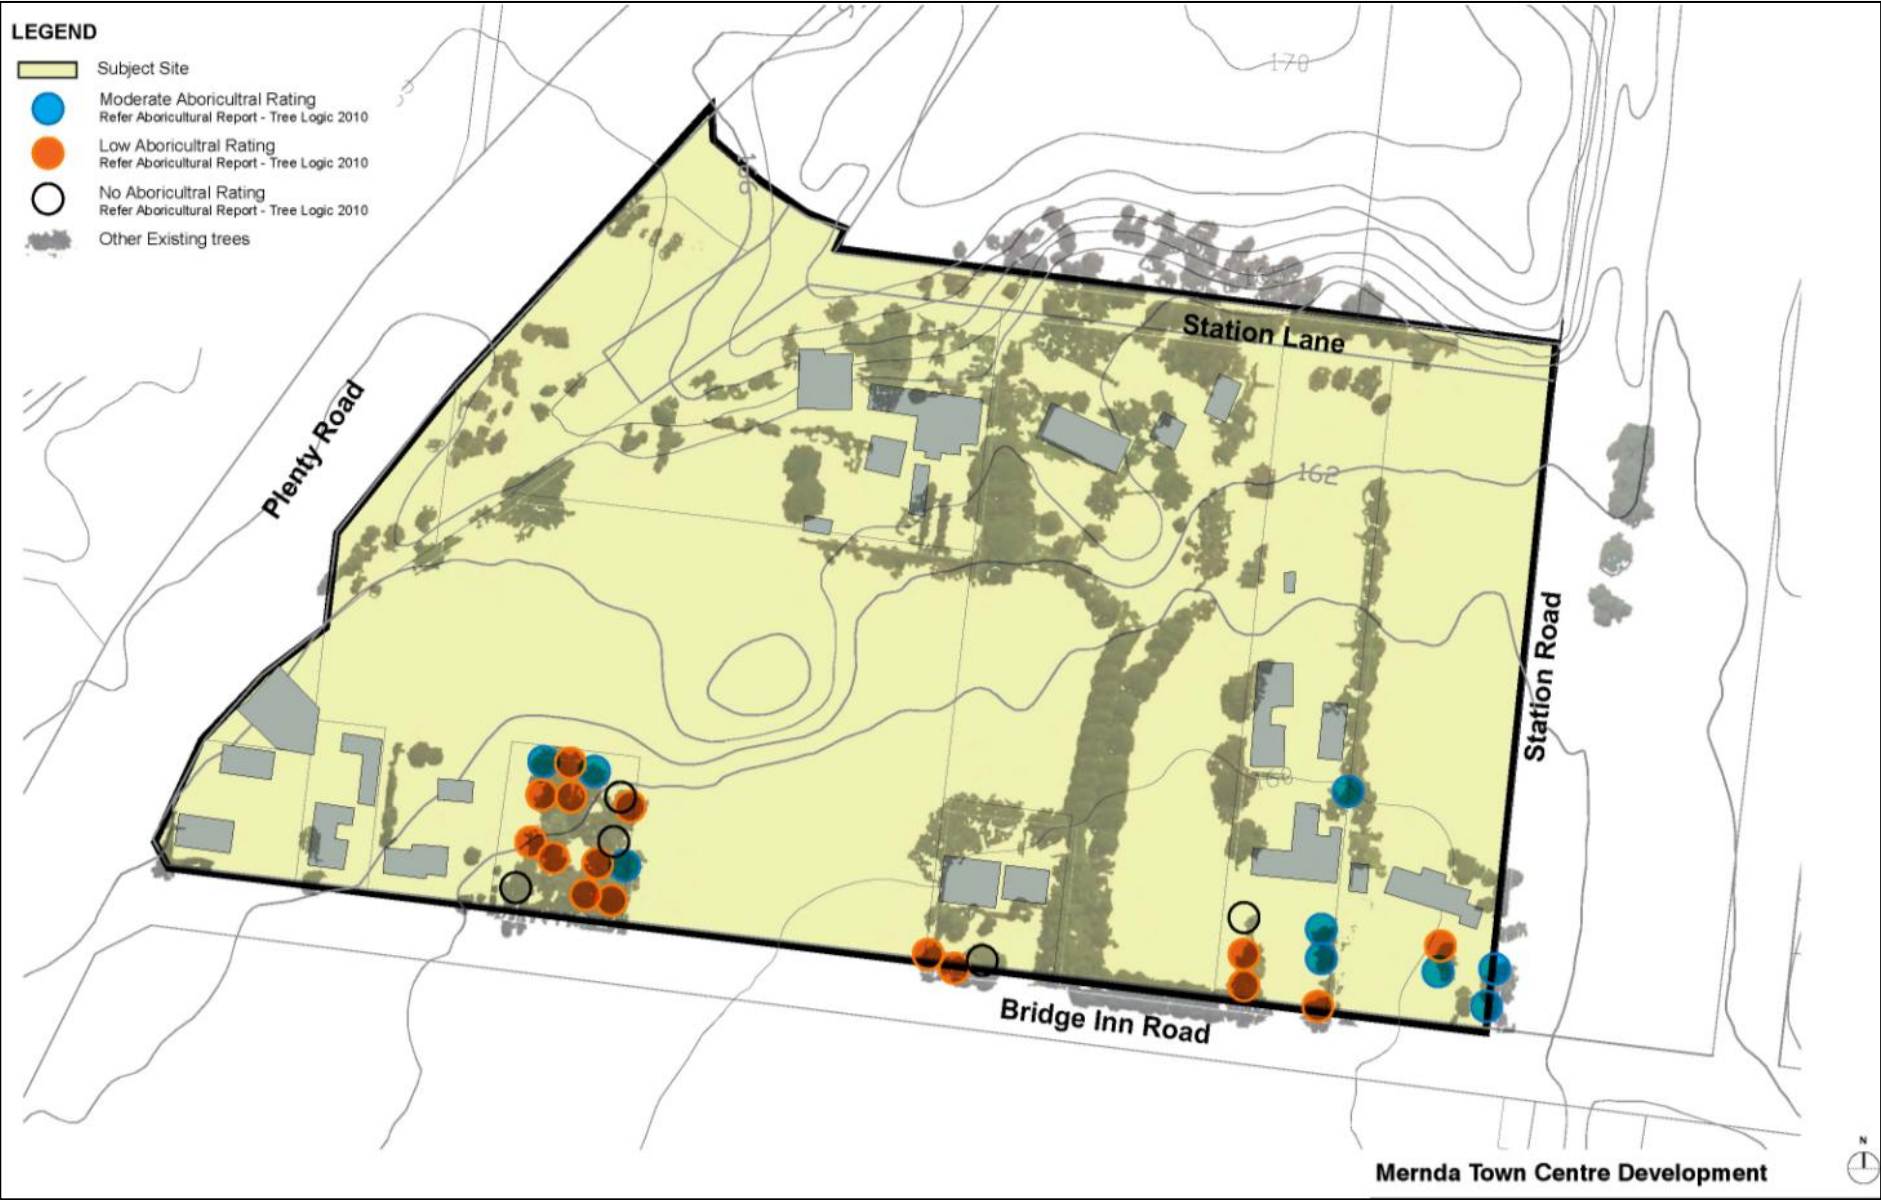 LEGEND
Subject Site
Moderate Aboricultral Rating
Refer Aboricultural Report - Tree Logic 2010
Low Aboricultral Rating
Refer Aboricultural Report - Tree Logic 2010
No Aboricultral Rating
Refer Aboricultural Report - Tree Logic 2010
Other Existing trees
170
Station Lane
Plenty Road
162
Station Road
160
Bridge Inn Road
Mernda Town Centre Development
N